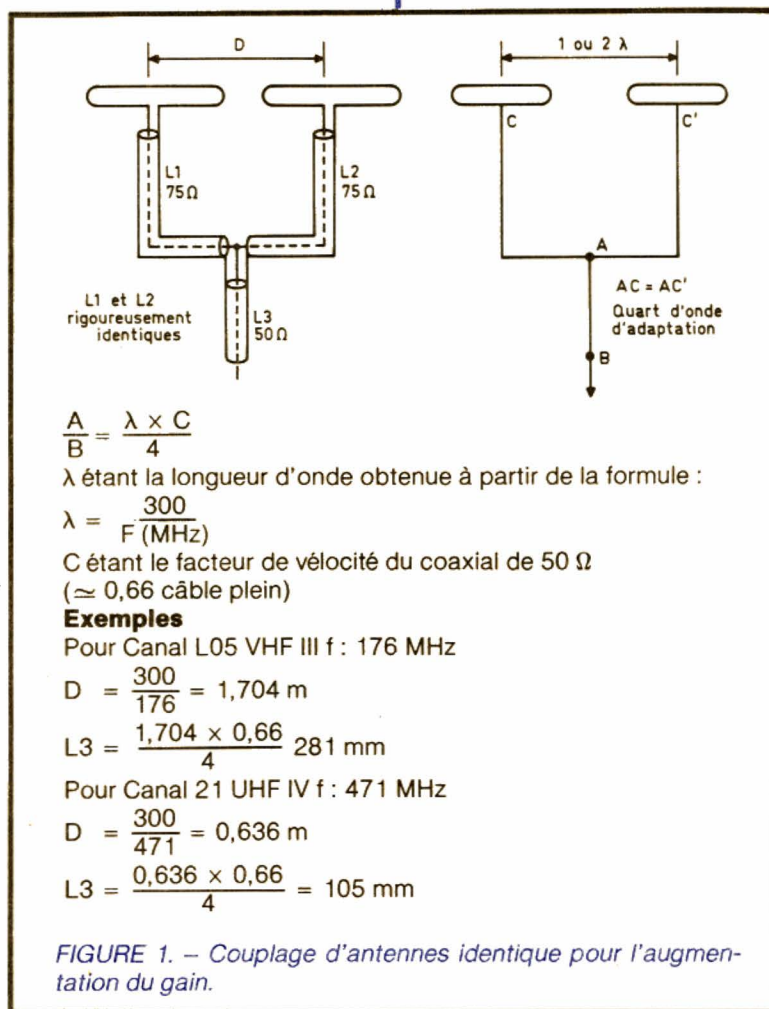 D
1 ou 2 λ
C
C'
L1
75Ω
L2
75Ω
A
L1 et L2
rigoureusement
identiques
L3
50Ω
AC = AC'
Quart d'onde
d'adaptation
B
A/B = λ × C / 4
λ étant la longueur d'onde obtenue à partir de la formule :
λ = 300 / F (MHz)
C étant le facteur de vélocité du coaxial de 50 Ω
(≃ 0,66 câble plein)
Exemples
Pour Canal L05 VHF III f : 176 MHz
D = 300 / 176 = 1,704 m
L3 = 1,704 × 0,66 / 4 281 mm
Pour Canal 21 UHF IV f : 471 MHz
D = 300 / 471 = 0,636 m
L3 = 0,636 × 0,66 / 4 = 105 mm
FIGURE 1. – Couplage d'antennes identique pour l'augmen-
tation du gain.